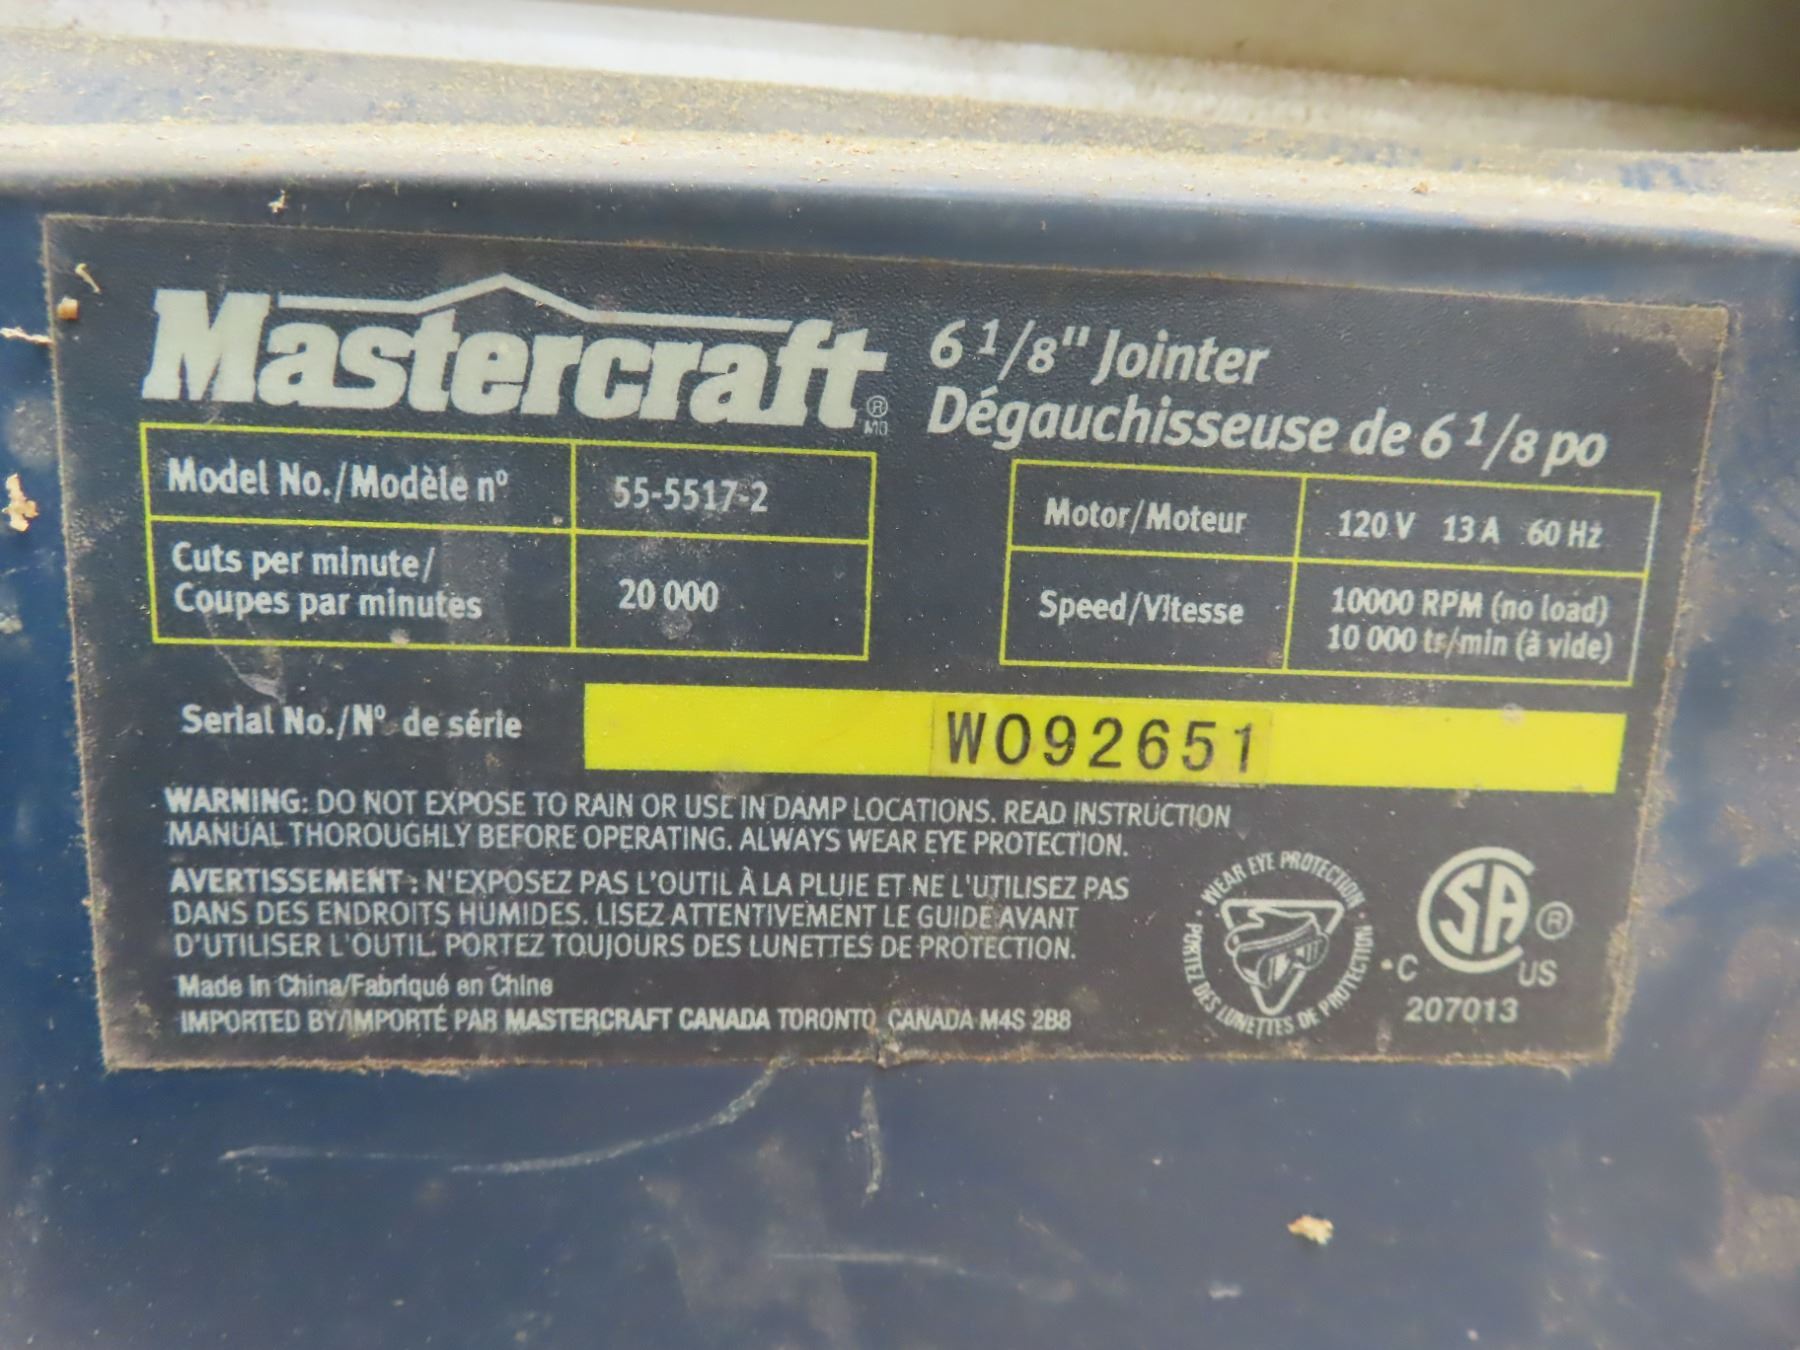 Mastercraft®
MD
6 1/8" Jointer
Dégauchisseuse de 6 1/8 po
Model No./Modèle nº 55-5517-2
Cuts per minute/
Coupes par minutes 20 000
Motor/Moteur 120 V 13 A 60 Hz
Speed/Vitesse 10000 RPM (no load)
10 000 tr/min (à vide)
Serial No./Nº de série W092651
WARNING: DO NOT EXPOSE TO RAIN OR USE IN DAMP LOCATIONS. READ INSTRUCTION
MANUAL THOROUGHLY BEFORE OPERATING. ALWAYS WEAR EYE PROTECTION.
AVERTISSEMENT : N'EXPOSEZ PAS L'OUTIL À LA PLUIE ET NE L'UTILISEZ PAS
DANS DES ENDROITS HUMIDES. LISEZ ATTENTIVEMENT LE GUIDE AVANT
D'UTILISER L'OUTIL. PORTEZ TOUJOURS DES LUNETTES DE PROTECTION.
Made in China/Fabriqué en Chine
IMPORTED BY/IMPORTÉ PAR MASTERCRAFT CANADA TORONTO, CANADA M4S 2B8
WEAR EYE PROTECTION
PORTEZ DES LUNETTES DE PROTECTION
C SA ® US
207013